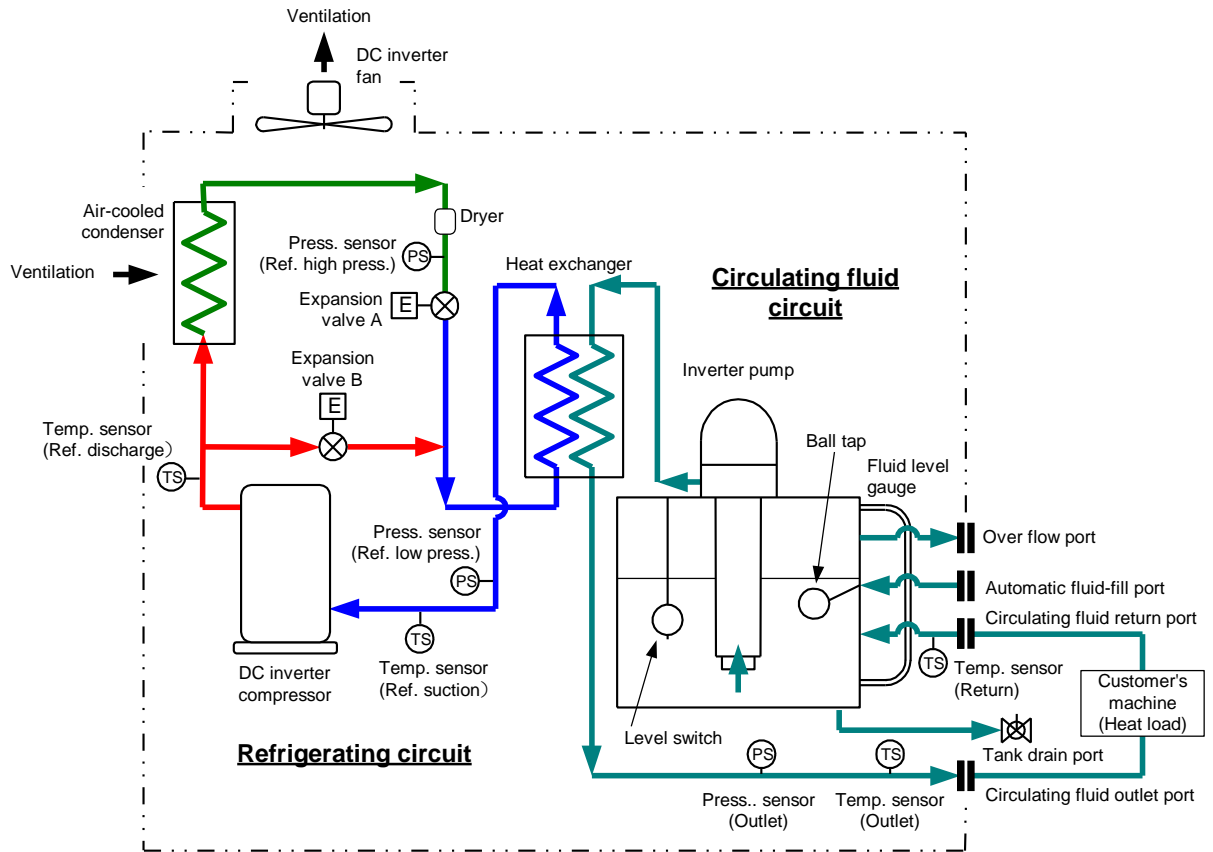 Ventilation
DC inverter
fan
Air-cooled
condenser
Ventilation
Dryer
Press. sensor
(Ref. high press.)
PS
Expansion
valve A
E
Heat exchanger
Circulating fluid
circuit
Expansion
valve B
E
Inverter pump
Temp. sensor
(Ref. discharge）
TS
Ball tap
Fluid level
gauge
Press. sensor
(Ref. low press.)
PS
Over flow port
Automatic fluid-fill port
Circulating fluid return port
TS
Temp. sensor
(Ref. suction）
TS
Temp. sensor
(Return)
DC inverter
compressor
Customer's
machine
(Heat load)
Level switch
Refrigerating circuit
Tank drain port
PS
Press.. sensor
(Outlet)
TS
Temp. sensor
(Outlet)
Circulating fluid outlet port